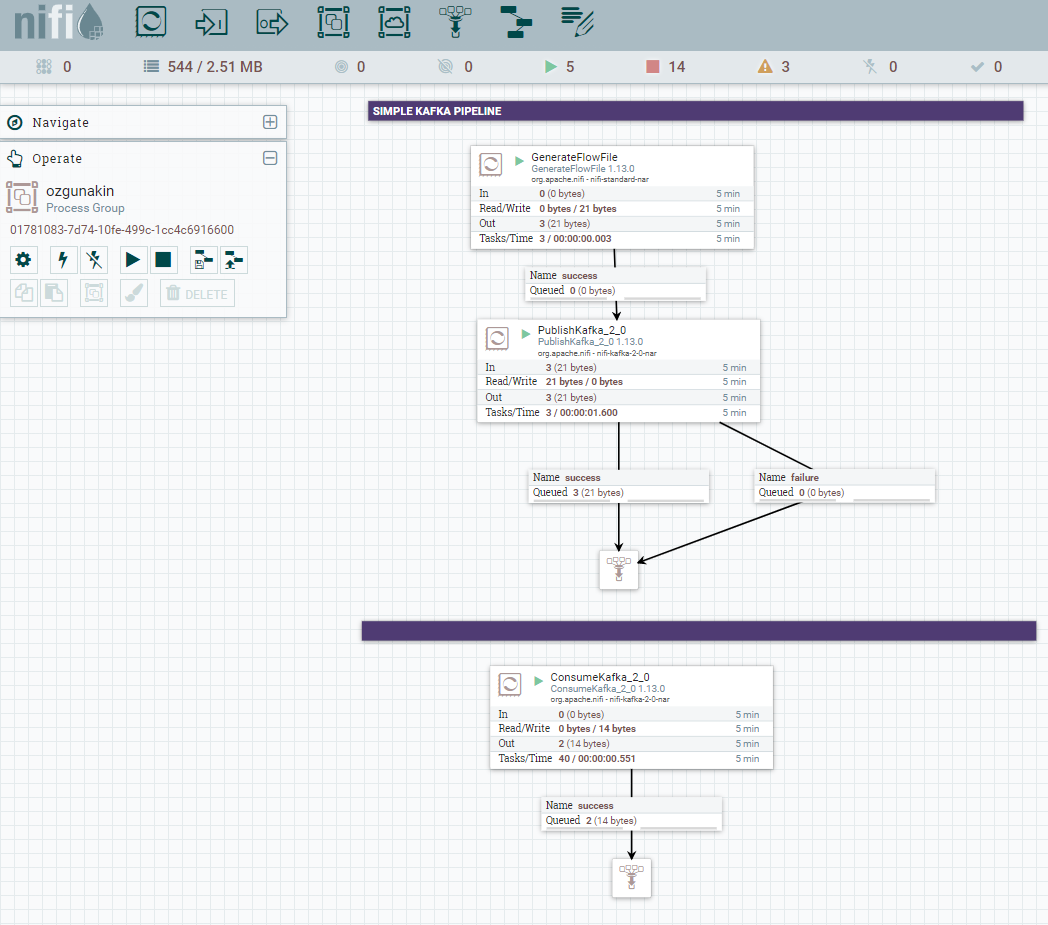 nifi
0
544 / 2.51 MB
0
0
5
14
3
0
0
Navigate
Operate
ozgunakin
Process Group
01781083-7d74-10fe-499c-1cc4c6916600
DELETE
SIMPLE KAFKA PIPELINE
GenerateFlowFile
GenerateFlowFile 1.13.0
org.apache.nifi - nifi-standard-nar
In 0 (0 bytes) 5 min
Read/Write 0 bytes / 21 bytes 5 min
Out 3 (21 bytes) 5 min
Tasks/Time 3 / 00:00:00.003 5 min
Name success
Queued 0 (0 bytes)
PublishKafka_2_0
PublishKafka_2_0 1.13.0
org.apache.nifi - nifi-kafka-2-0-nar
In 3 (21 bytes) 5 min
Read/Write 21 bytes / 0 bytes 5 min
Out 3 (21 bytes) 5 min
Tasks/Time 3 / 00:00:01.600 5 min
Name success
Queued 3 (21 bytes)
Name failure
Queued 0 (0 bytes)
ConsumeKafka_2_0
ConsumeKafka_2_0 1.13.0
org.apache.nifi - nifi-kafka-2-0-nar
In 0 (0 bytes) 5 min
Read/Write 0 bytes / 14 bytes 5 min
Out 2 (14 bytes) 5 min
Tasks/Time 40 / 00:00:00.551 5 min
Name success
Queued 2 (14 bytes)